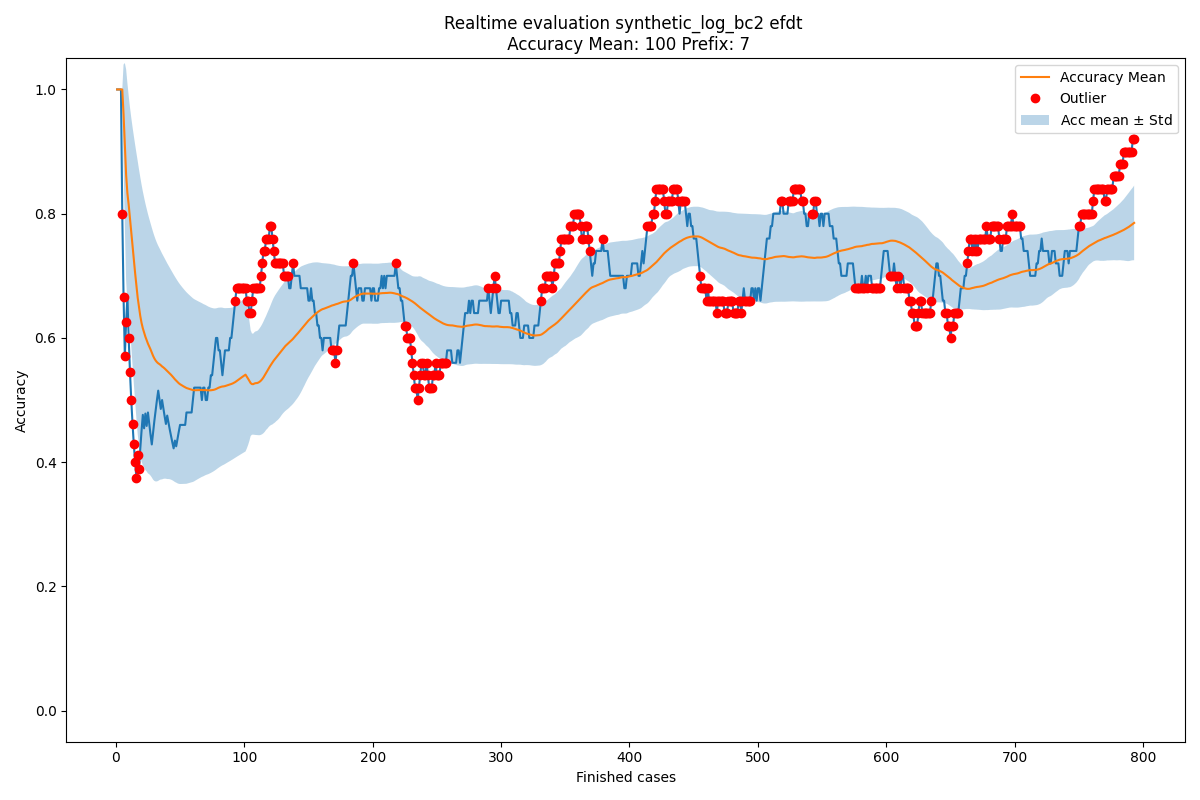 Realtime evaluation synthetic_log_bc2 efdt
Accuracy Mean: 100 Prefix: 7
Accuracy Mean
Outlier
Acc mean ± Std
1.0
0.8
0.6
0.4
0.2
0.0
Accuracy
0 100 200 300 400 500 600 700 800
Finished cases